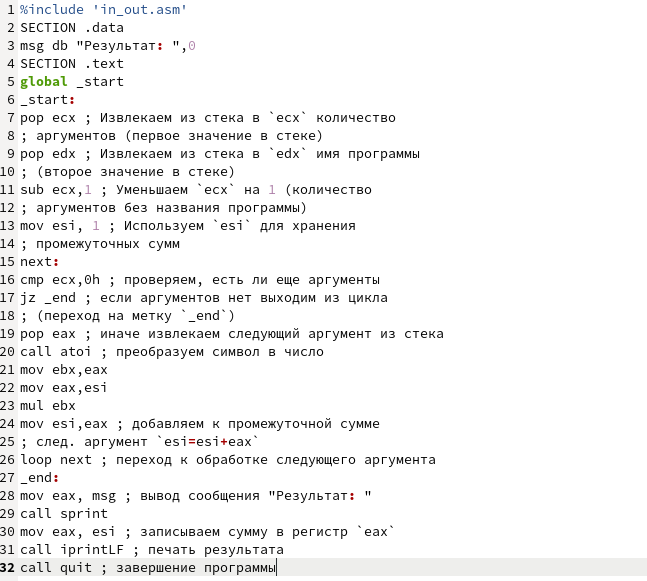 1 %include 'in_out.asm'
2 SECTION .data
3 msg db "Результат: ",0
4 SECTION .text
5 global _start
6 _start:
7 pop ecx ; Извлекаем из стека в `ecx` количество
8 ; аргументов (первое значение в стеке)
9 pop edx ; Извлекаем из стека в `edx` имя программы
10 ; (второе значение в стеке)
11 sub ecx,1 ; Уменьшаем `ecx` на 1 (количество
12 ; аргументов без названия программы)
13 mov esi, 1 ; Используем `esi` для хранения
14 ; промежуточных сумм
15 next:
16 cmp ecx,0h ; проверяем, есть ли еще аргументы
17 jz _end ; если аргументов нет выходим из цикла
18 ; (переход на метку `_end`)
19 pop eax ; иначе извлекаем следующий аргумент из стека
20 call atoi ; преобразуем символ в число
21 mov ebx,eax
22 mov eax,esi
23 mul ebx
24 mov esi,eax ; добавляем к промежуточной сумме
25 ; след. аргумент `esi=esi+eax`
26 loop next ; переход к обработке следующего аргумента
27 _end:
28 mov eax, msg ; вывод сообщения "Результат: "
29 call sprint
30 mov eax, esi ; записываем сумму в регистр `eax`
31 call iprintLF ; печать результата
32 call quit ; завершение программы